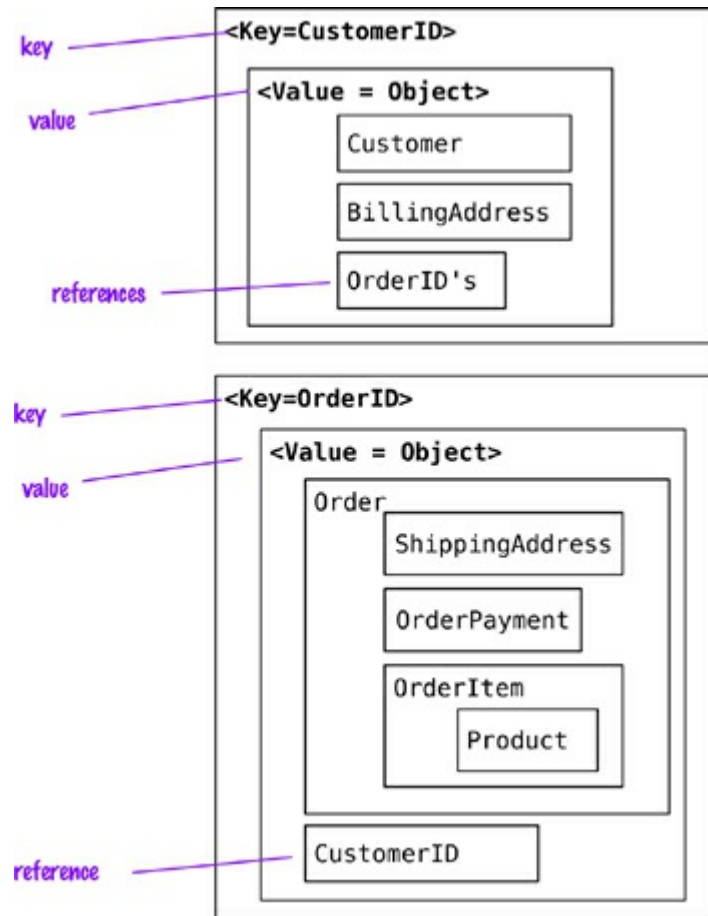 <Key=CustomerID>
key
<Value = Object>
value
Customer
BillingAddress
references
OrderID's
<Key=OrderID>
key
<Value = Object>
value
Order
ShippingAddress
OrderPayment
OrderItem
Product
CustomerID
reference